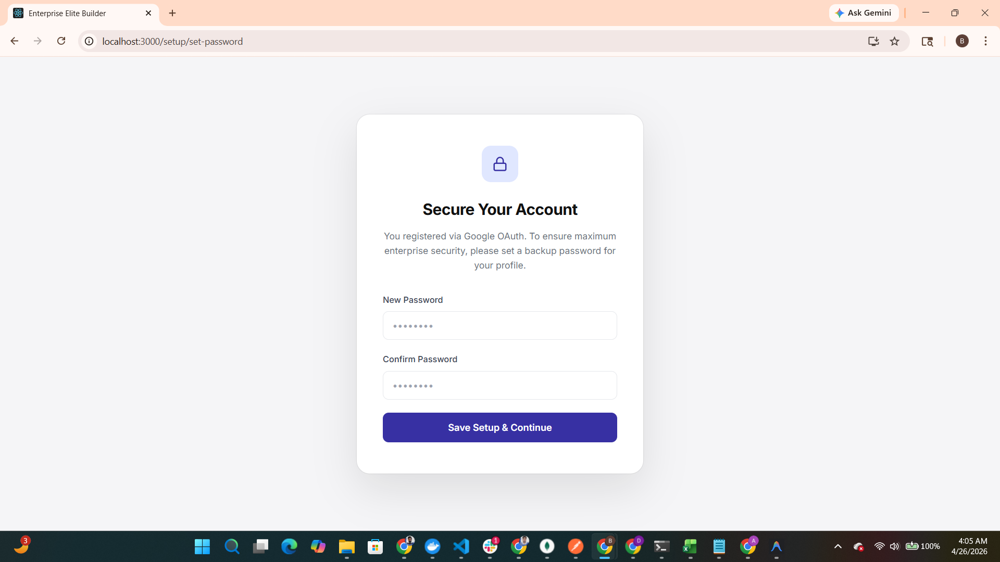 Enterprise Elite Builder
Ask Gemini
localhost:3000/setup/set-password
B
Secure Your Account
You registered via Google OAuth. To ensure maximum
enterprise security, please set a backup password for
your profile.
New Password
••••••••
Confirm Password
••••••••
Save Setup & Continue
3
1
B
D
A
100%
4:05 AM
4/26/2026